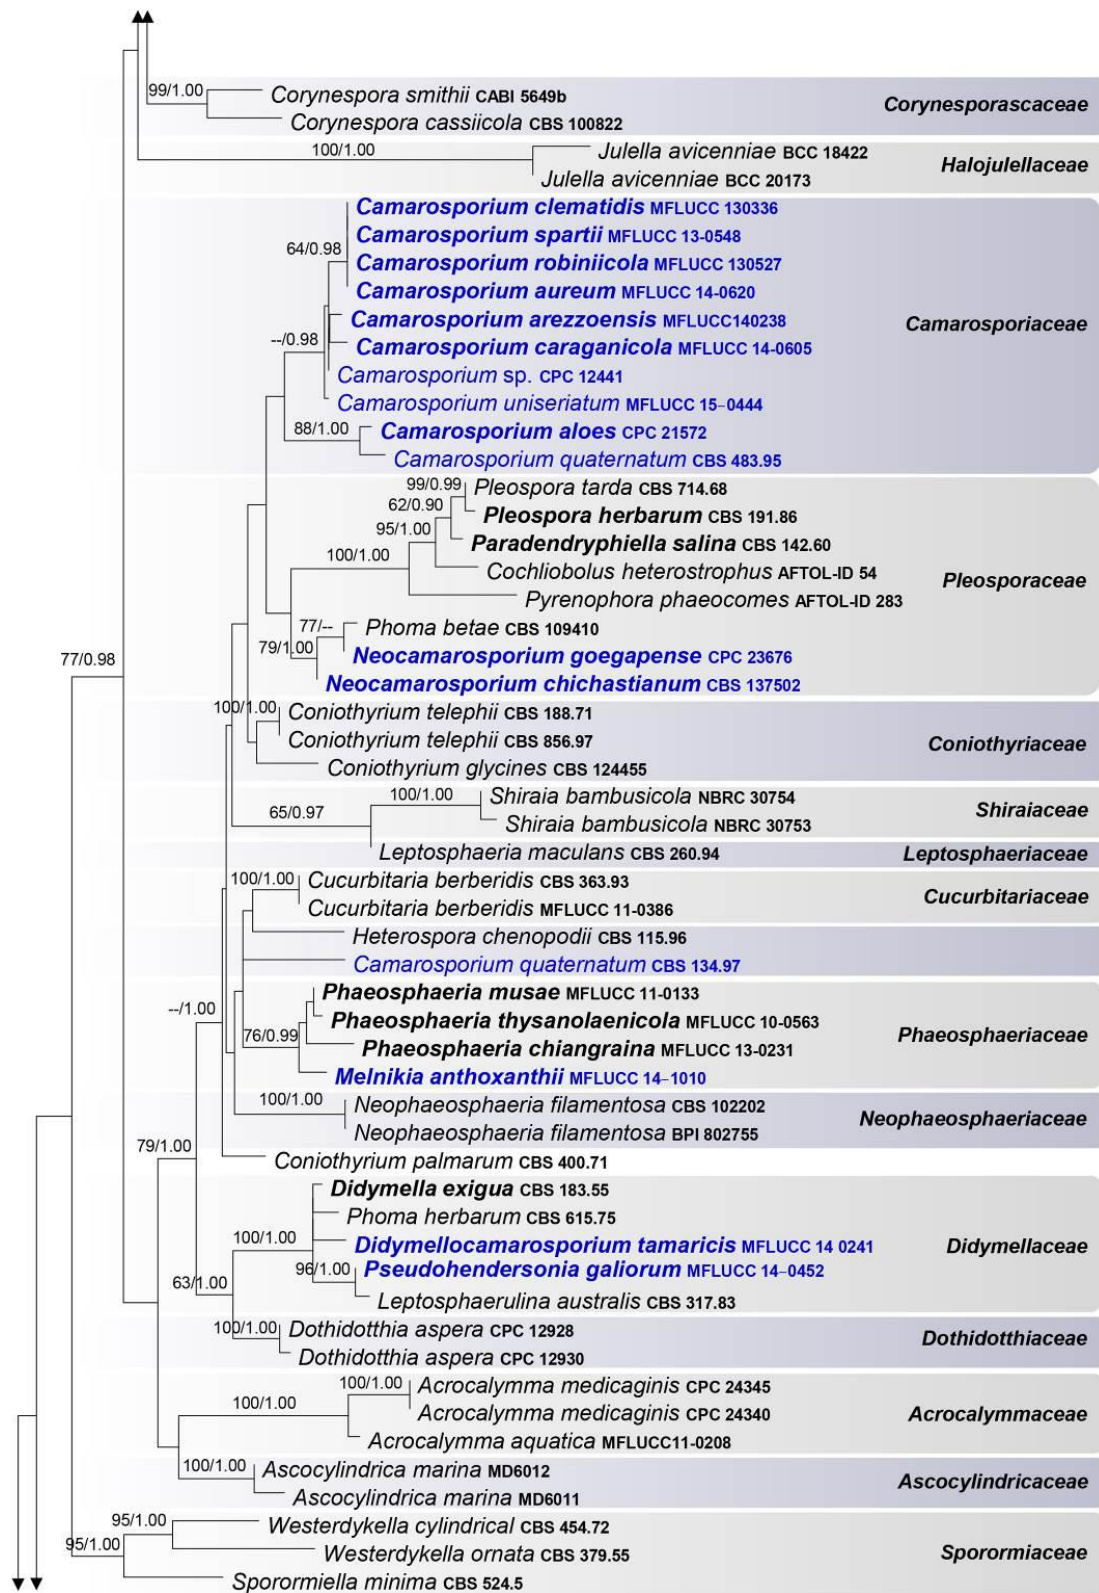 99/1.00
Corynespora smithii CABI 5649b
Corynespora cassiicola CBS 100822
Corynesporascaceae
100/1.00
Julella avicenniae BCC 18422
Julella avicenniae BCC 20173
Halojulellaceae
Camarosporium clematidis MFLUCC 130336
Camarosporium spartii MFLUCC 13-0548
64/0.98
Camarosporium robiniicola MFLUCC 130527
Camarosporium aureum MFLUCC 14-0620
Camarosporium arezzoensis MFLUCC140238
Camarosporiaceae
--/0.98
Camarosporium caraganicola MFLUCC 14-0605
Camarosporium sp. CPC 12441
Camarosporium uniseriatum MFLUCC 15–0444
88/1.00
Camarosporium aloes CPC 21572
Camarosporium quaternatum CBS 483.95
99/0.99
Pleospora tarda CBS 714.68
62/0.90
Pleospora herbarum CBS 191.86
95/1.00
Paradendryphiella salina CBS 142.60
100/1.00
Cochliobolus heterostrophus AFTOL-ID 54
Pleosporaceae
Pyrenophora phaeocomes AFTOL-ID 283
77/--
Phoma betae CBS 109410
79/1.00
Neocamarosporium goegapense CPC 23676
77/0.98
Neocamarosporium chichastianum CBS 137502
100/1.00
Coniothyrium telephii CBS 188.71
Coniothyrium telephii CBS 856.97
Coniothyriaceae
Coniothyrium glycines CBS 124455
100/1.00
Shiraia bambusicola NBRC 30754
65/0.97
Shiraia bambusicola NBRC 30753
Shiraiaceae
Leptosphaeria maculans CBS 260.94
Leptosphaeriaceae
100/1.00
Cucurbitaria berberidis CBS 363.93
Cucurbitaria berberidis MFLUCC 11-0386
Cucurbitariaceae
Heterospora chenopodii CBS 115.96
Camarosporium quaternatum CBS 134.97
Phaeosphaeria musae MFLUCC 11-0133
--/1.00
Phaeosphaeria thysanolaenicola MFLUCC 10-0563
Phaeosphaeriaceae
76/0.99
Phaeosphaeria chiangraina MFLUCC 13-0231
Melnikia anthoxanthii MFLUCC 14–1010
100/1.00
Neophaeosphaeria filamentosa CBS 102202
Neophaeosphaeria filamentosa BPI 802755
Neophaeosphaeriaceae
79/1.00
Coniothyrium palmarum CBS 400.71
Didymella exigua CBS 183.55
Phoma herbarum CBS 615.75
100/1.00
Didymellocamarosporium tamaricis MFLUCC 14 0241
Didymellaceae
96/1.00
Pseudohendersonia galiorum MFLUCC 14–0452
63/1.00
Leptosphaerulina australis CBS 317.83
100/1.00
Dothidotthia aspera CPC 12928
Dothidotthia aspera CPC 12930
Dothidotthiaceae
100/1.00
Acrocalymma medicaginis CPC 24345
100/1.00
Acrocalymma medicaginis CPC 24340
Acrocalymmaceae
Acrocalymma aquatica MFLUCC11-0208
100/1.00
Ascocylindrica marina MD6012
Ascocylindrica marina MD6011
Ascocylindricaceae
95/1.00
Westerdykella cylindrical CBS 454.72
95/1.00
Westerdykella ornata CBS 379.55
Sporormiaceae
Sporormiella minima CBS 524.5